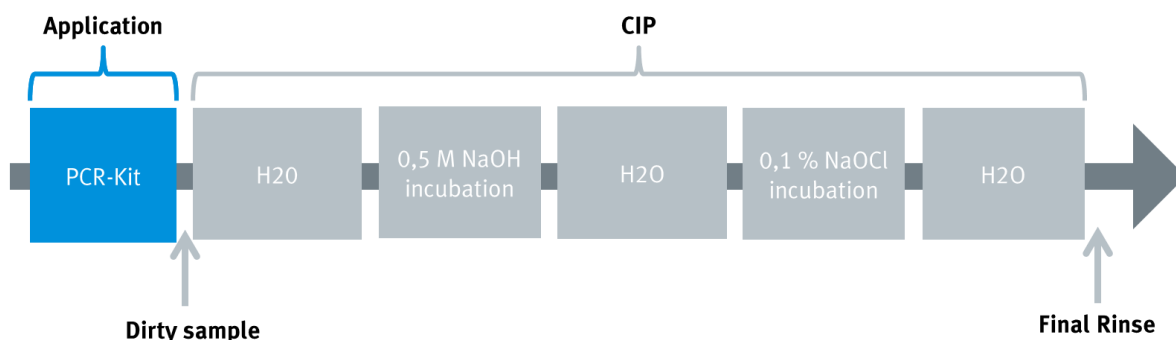 Application
CIP
PCR-Kit
H20
0,5 M NaOH
incubation
H2O
0,1 % NaOCl
incubation
H2O
Dirty sample
Final Rinse